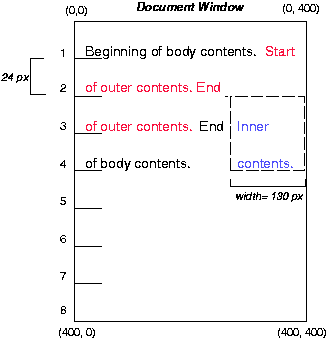 Document Window
(0,0) (0, 400)
1 Beginning of body contents. Start
24 px
2 of outer contents. End
3 of outer contents. End Inner
4 of body contents. contents.
5 width= 130 px
6
7
8
(400, 0) (400, 400)